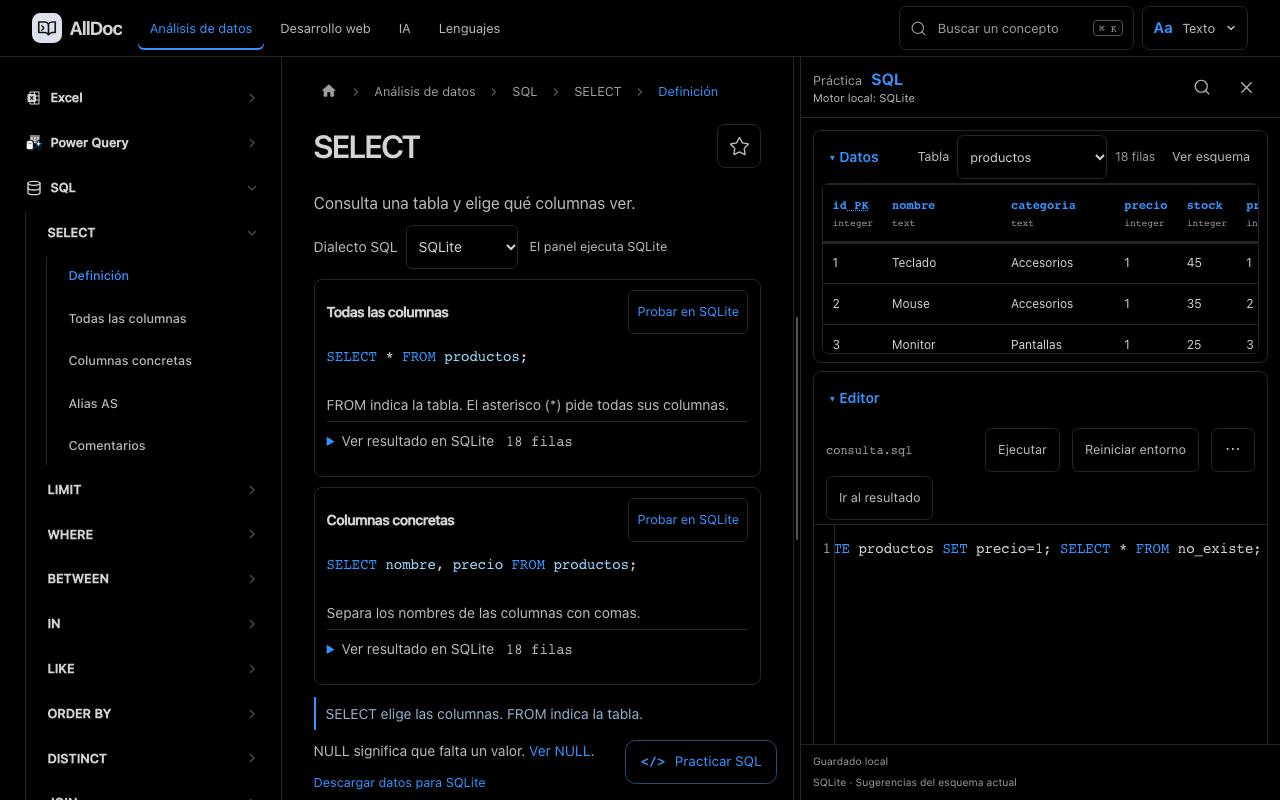 AllDoc
Análisis de datos
Desarrollo web
IA
Lenguajes
Buscar un concepto
⌘ K
Aa Texto
Excel
Power Query
SQL
SELECT
Definición
Todas las columnas
Columnas concretas
Alias AS
Comentarios
LIMIT
WHERE
BETWEEN
IN
LIKE
ORDER BY
DISTINCT
JOIN
Análisis de datos
SQL
SELECT
Definición
SELECT
Consulta una tabla y elige qué columnas ver.
Dialecto SQL
SQLite
El panel ejecuta SQLite
Todas las columnas
Probar en SQLite
SELECT * FROM productos;
FROM indica la tabla. El asterisco (*) pide todas sus columnas.
Ver resultado en SQLite 18 filas
Columnas concretas
Probar en SQLite
SELECT nombre, precio FROM productos;
Separa los nombres de las columnas con comas.
Ver resultado en SQLite 18 filas
SELECT elige las columnas. FROM indica la tabla.
NULL significa que falta un valor. Ver NULL.
Descargar datos para SQLite
</> Practicar SQL
Práctica SQL
Motor local: SQLite
Datos
Tabla
productos
18 filas
Ver esquema
id PK nombre categoria precio stock pr
integer text text integer integer in
1 Teclado Accesorios 1 45 1
2 Mouse Accesorios 1 35 2
3 Monitor Pantallas 1 25 3
Editor
consulta.sql
Ejecutar
Reiniciar entorno
...
Ir al resultado
1 TE productos SET precio=1; SELECT * FROM no_existe;
Guardado local
SQLite · Sugerencias del esquema actual